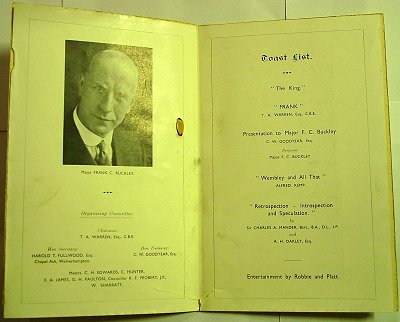 Major FRANK C. BUCKLEY.
Organising Committee.
Chairman:
T. A. WARREN, Esq., C.B.E.
Hon. Secretary:
HAROLD T. FULLWOOD, Esq.
Chapel Ash, Wolverhampton.
Hon. Treasurer:
C. W. GOODYEAR, Esq.
Messrs. C. H. EDWARDS, C. HUNTER,
E. A. JAMES, G. H. PAULTON, Councillor R. E. PROBERT, J.P.
W. SHARRATT.
Toast List.
"The King."
"FRANK"
T. A. WARREN, Esq., C.B.E.
Presentation to Major F. C. Buckley
C. W. GOODYEAR, Esq.
Response
Major F. C. BUCKLEY.
"Wembley and All That"
ALFRED KEMP.
"Retrospection - Introspection
and Speculation."
by
Sir CHARLES A. MANDER, Bart., B.A., D.L., J.P.
and
A. H. OAKLEY, Esq.
Entertainment by Robbie and Platt.